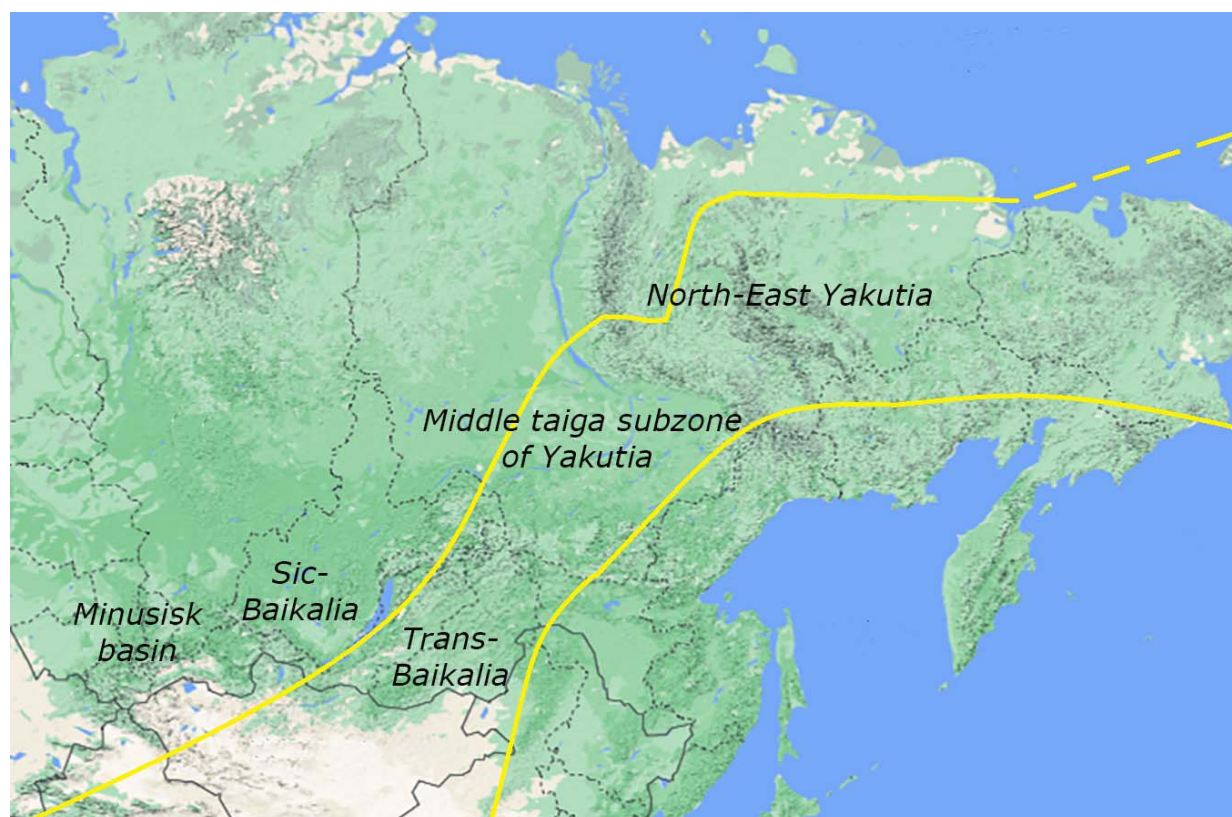 North-East Yakutia
Middle taiga subzone
of Yakutia
Sic-
Baikalia
Minusisk
basin
Trans-
Baikalia